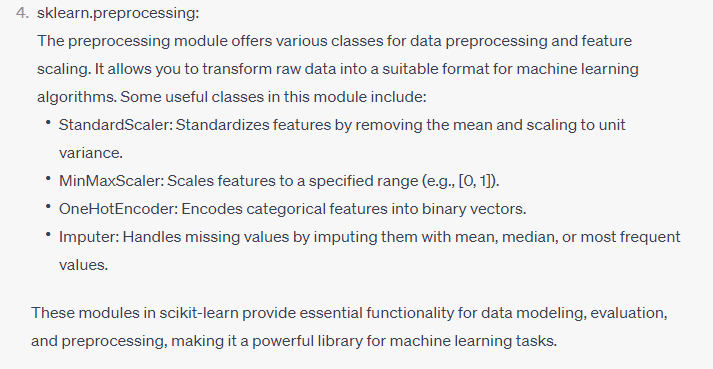 4. sklearn.preprocessing:
The preprocessing module offers various classes for data preprocessing and feature
scaling. It allows you to transform raw data into a suitable format for machine learning
algorithms. Some useful classes in this module include:
• StandardScaler: Standardizes features by removing the mean and scaling to unit
variance.
• MinMaxScaler: Scales features to a specified range (e.g., [0, 1]).
• OneHotEncoder: Encodes categorical features into binary vectors.
• Imputer: Handles missing values by imputing them with mean, median, or most frequent
values.
These modules in scikit-learn provide essential functionality for data modeling, evaluation,
and preprocessing, making it a powerful library for machine learning tasks.